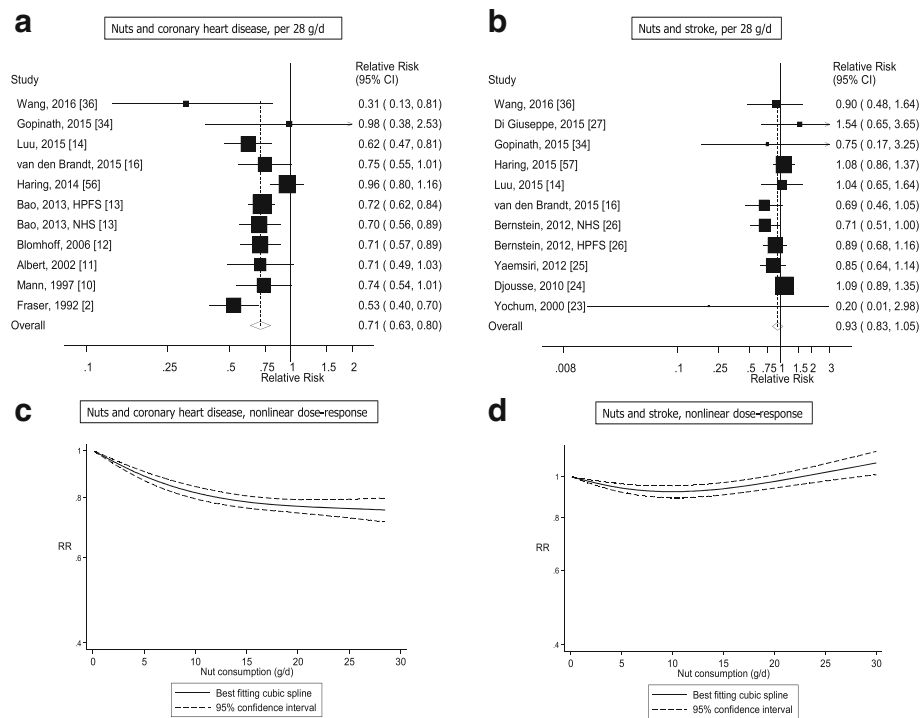 a
Nuts and coronary heart disease, per 28 g/d
Relative Risk
Study
(95% CI)
Wang, 2016 [36] 0.31 ( 0.13, 0.81)
Gopinath, 2015 [34] 0.98 ( 0.38, 2.53)
Luu, 2015 [14] 0.62 ( 0.47, 0.81)
van den Brandt, 2015 [16] 0.75 ( 0.55, 1.01)
Haring, 2014 [56] 0.96 ( 0.80, 1.16)
Bao, 2013, HPFS [13] 0.72 ( 0.62, 0.84)
Bao, 2013, NHS [13] 0.70 ( 0.56, 0.89)
Blomhoff, 2006 [12] 0.71 ( 0.57, 0.89)
Albert, 2002 [11] 0.71 ( 0.49, 1.03)
Mann, 1997 [10] 0.74 ( 0.54, 1.01)
Fraser, 1992 [2] 0.53 ( 0.40, 0.70)
Overall 0.71 ( 0.63, 0.80)
.1 .25 .5 .75 1 1.5 2
Relative Risk
b
Nuts and stroke, per 28 g/d
Relative Risk
Study
(95% CI)
Wang, 2016 [36] 0.90 ( 0.48, 1.64)
Di Giuseppe, 2015 [27] 1.54 ( 0.65, 3.65)
Gopinath, 2015 [34] 0.75 ( 0.17, 3.25)
Haring, 2015 [57] 1.08 ( 0.86, 1.37)
Luu, 2015 [14] 1.04 ( 0.65, 1.64)
van den Brandt, 2015 [16] 0.69 ( 0.46, 1.05)
Bernstein, 2012, NHS [26] 0.71 ( 0.51, 1.00)
Bernstein, 2012, HPFS [26] 0.89 ( 0.68, 1.16)
Yaemsiri, 2012 [25] 0.85 ( 0.64, 1.14)
Djousse, 2010 [24] 1.09 ( 0.89, 1.35)
Yochum, 2000 [23] 0.20 ( 0.01, 2.98)
Overall 0.93 ( 0.83, 1.05)
.008 .1 .25 .5 .75 1 1.5 2 3
Relative Risk
c
Nuts and coronary heart disease, nonlinear dose-response
1
.8
RR
.6
.4
0 5 10 15 20 25 30
Nut consumption (g/d)
Best fitting cubic spline
95% confidence interval
d
Nuts and stroke, nonlinear dose-response
1
.8
RR
.6
.4
0 5 10 15 20 25 30
Nut consumption (g/d)
Best fitting cubic spline
95% confidence interval